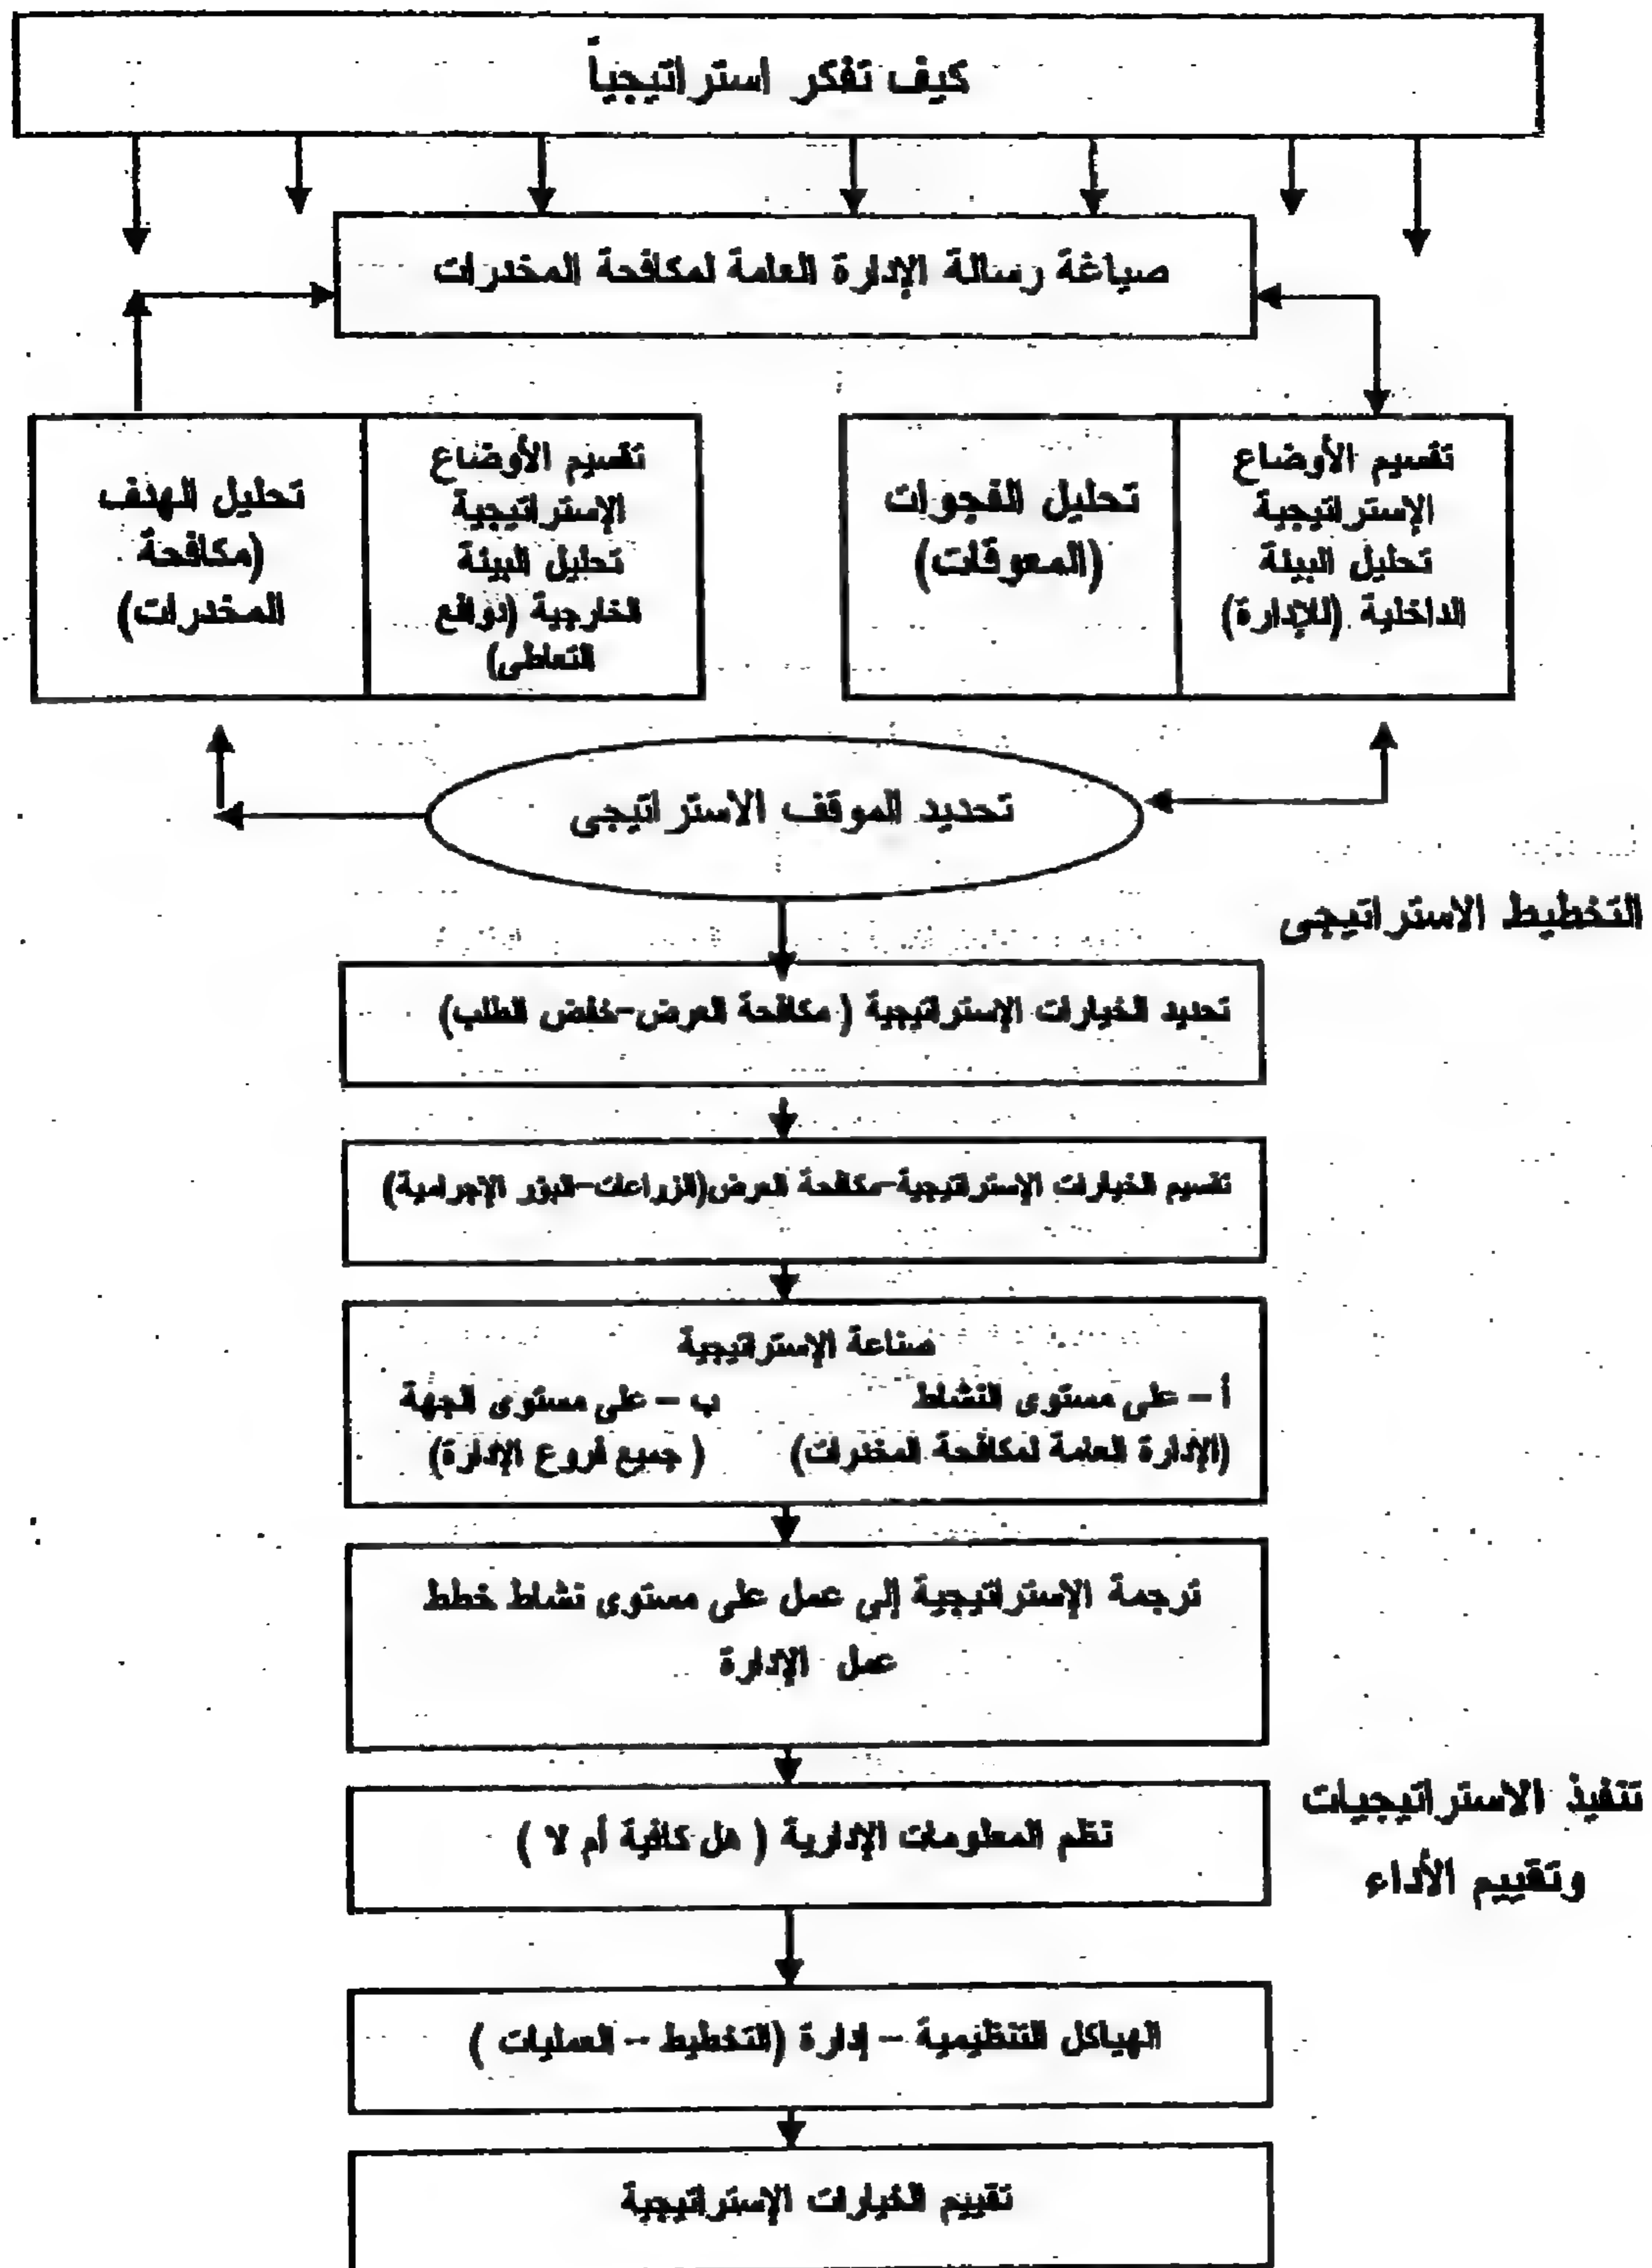 كيف تفكر استراتيجياً
صياغة رسالة الإدارة العامة لمكافحة المخدرات
تقسيم الأوضاع
الإستراتيجية
تحليل البيئة
الداخلية (للإدارة)
تحليل الفجوات
(المعوقات)
تقسيم الأوضاع
الإستراتيجية
تحليل البيئة
الخارجية (دوافع
التعاطى)
تحليل الهدف
(مكافحة
المخدرات)
تحديد الموقف الاستراتيجى
التخطيط الاستراتيجى
تحديد الخيارات الإستراتيجية ( مكافحة العرض-خفض الطلب)
تقسيم الخيارات الإستراتيجية-مكافحة العرض(الزراعات-البؤر الإجرامية)
صناعة الإستراتيجية
أ – على مستوى النشاط ب – على مستوى الجهة
(الإدارة العامة لمكافحة المخدرات) ( جميع فروع الإدارة)
ترجمة الإستراتيجية إلى عمل على مستوى نشاط خطط
عمل الإدارة
تنفيذ الاستراتيجيات
وتقييم الأداء
نظم المعلومات الإدارية ( هل كافية أم لا )
الهياكل التنظيمية – إدارة (التخطيط – العمليات )
تقييم الخيارات الإستراتيجية